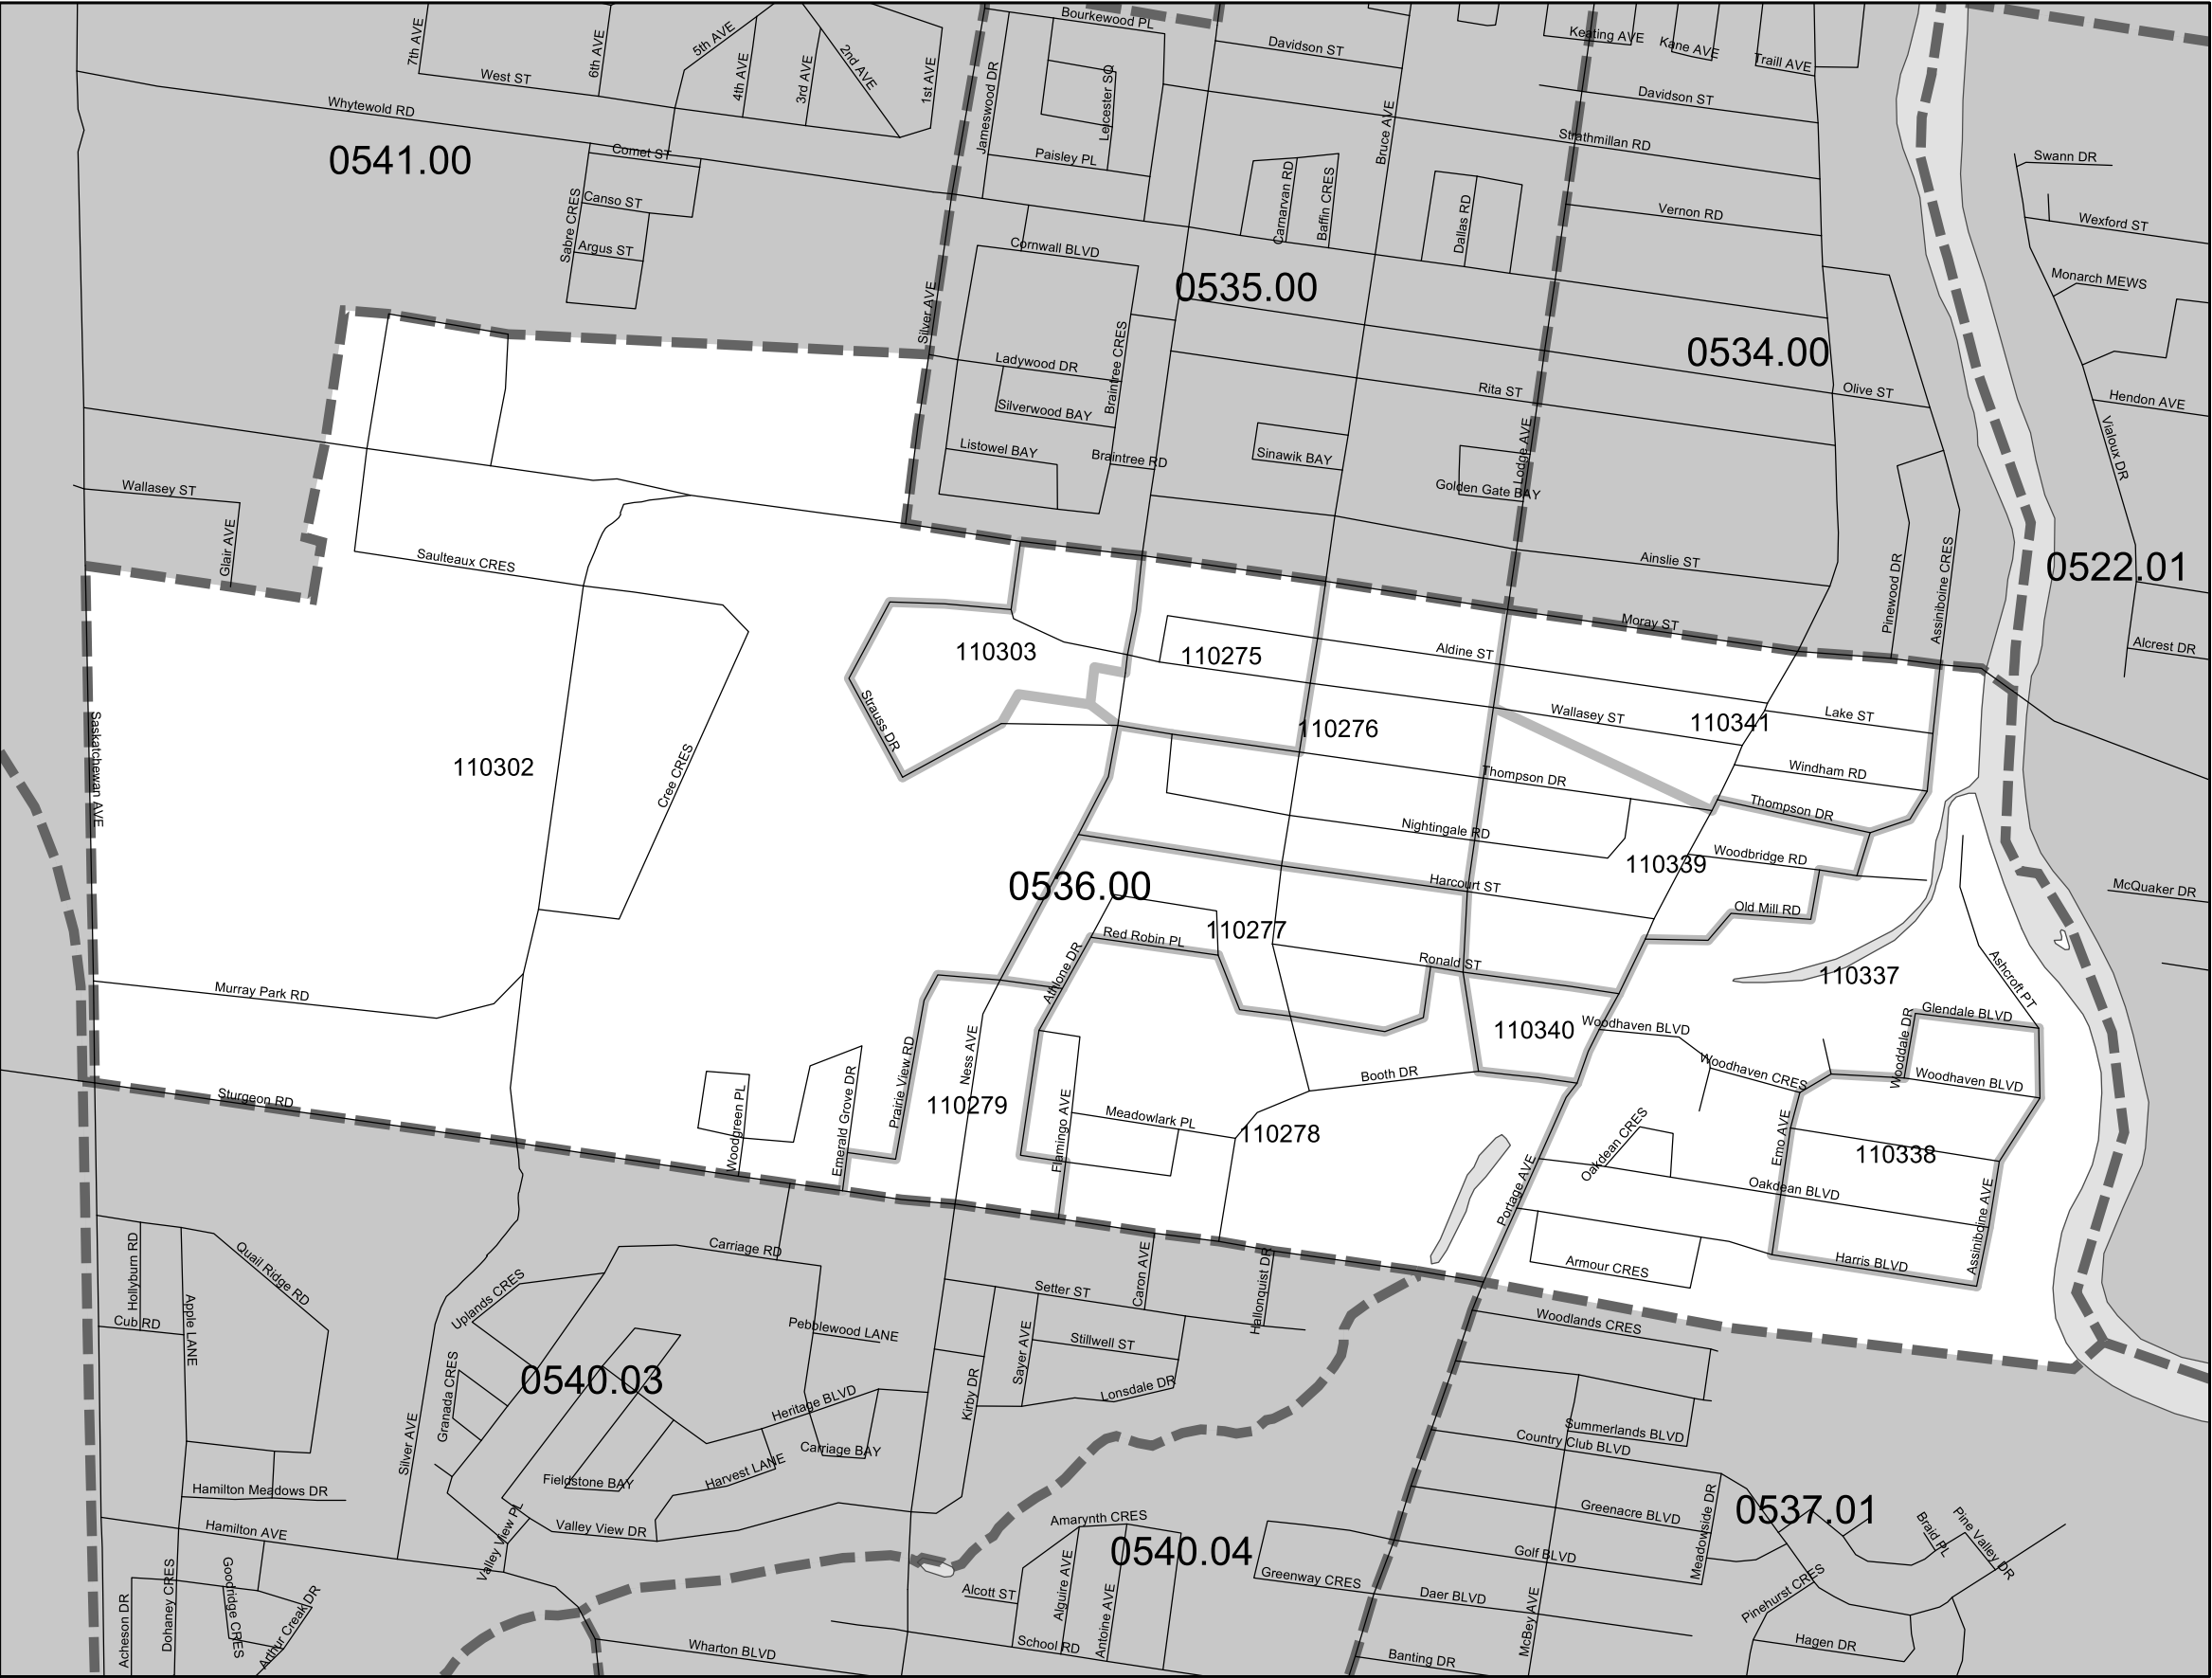 Bourkewood PL
7th AVE
6th AVE
5th AVE
4th AVE
3rd AVE
2nd AVE
1st AVE
West ST
Whytewold RD
0541.00
Comet ST
Canso ST
Sabre CRES
Argus ST
Jameswood DR
Leicester SQ
Paisley PL
Davidson ST
Bruce AVE
Keating AVE
Kane AVE
Traill AVE
Davidson ST
Strathmillan RD
Carnarvan RD
Baffin CRES
Dallas RD
Vernon RD
Swann DR
Wexford ST
Monarch MEWS
Cornwall BLVD
0535.00
0534.00
Silver AVE
Ladywood DR
Braintree CRES
Silverwood BAY
Listowel BAY
Braintree RD
Rita ST
Olive ST
Hendon AVE
Vialoux DR
Sinawik BAY
Lodge AVE
Golden Gate BAY
Wallasey ST
Glair AVE
Saulteaux CRES
Ainslie ST
Pinewood DR
Assiniboine CRES
0522.01
Alcrest DR
Moray ST
110303
110275
Aldine ST
Strauss DR
Wallasey ST
110341
Lake ST
110276
Saskatchewan AVE
110302
Cree CRES
Thompson DR
Windham RD
Thompson DR
Nightingale RD
110339
Woodbridge RD
0536.00
Harcourt ST
Old Mill RD
McQuaker DR
110277
Red Robin PL
Athlone DR
Ronald ST
110337
Ashcroft PT
Murray Park RD
Glendale BLVD
Wooddale DR
110340
Woodhaven BLVD
Woodhaven CRES
Woodhaven BLVD
Ness AVE
Prairie View RD
Booth DR
Sturgeon RD
Woodgreen PL
Emerald Grove DR
110279
Flamingo AVE
Meadowlark PL
110278
Oakdean CRES
Emo AVE
110338
Oakdean BLVD
Portage AVE
Assiniboine AVE
Harris BLVD
Armour CRES
Hollyburn RD
Quail Ridge RD
Carriage RD
Caron AVE
Hallonquist DR
Setter ST
Uplands CRES
Cub RD
Apple LANE
Pebblewood LANE
Sayer AVE
Stillwell ST
Woodlands CRES
0540.03
Granada CRES
Heritage BLVD
Kirby DR
Lonsdale DR
Summerlands BLVD
Country Club BLVD
Silver AVE
Carriage BAY
Harvest LANE
Fieldstone BAY
Hamilton Meadows DR
Hamilton AVE
Valley View PL
Valley View DR
Greenacre BLVD
Meadowside DR
0537.01
Braid PL
Pine Valley DR
Amarynth CRES
0540.04
Golf BLVD
Greenway CRES
Daer BLVD
Pinehurst CRES
Alcott ST
Alguire AVE
Antoine AVE
McBey AVE
Acheson DR
Dohaney CRES
Goodridge CRES
Arthur Creek DR
Wharton BLVD
School RD
Hagen DR
Banting DR